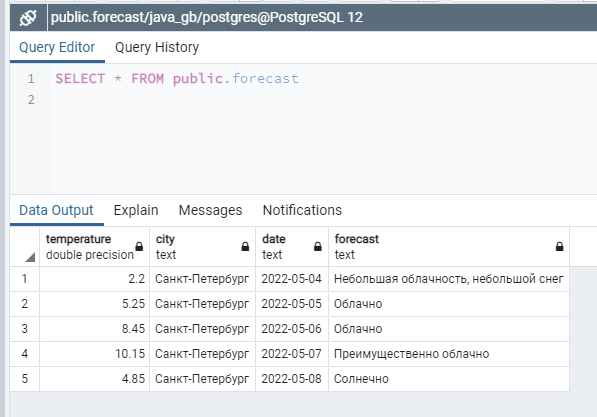 public.forecast/java_gb/postgres@PostgreSQL 12
Query Editor Query History
1 SELECT * FROM public.forecast
2
Data Output Explain Messages Notifications
temperature city date forecast
double precision text text text
1 2.2 Санкт-Петербург 2022-05-04 Небольшая облачность, небольшой снег
2 5.25 Санкт-Петербург 2022-05-05 Облачно
3 8.45 Санкт-Петербург 2022-05-06 Облачно
4 10.15 Санкт-Петербург 2022-05-07 Преимущественно облачно
5 4.85 Санкт-Петербург 2022-05-08 Солнечно